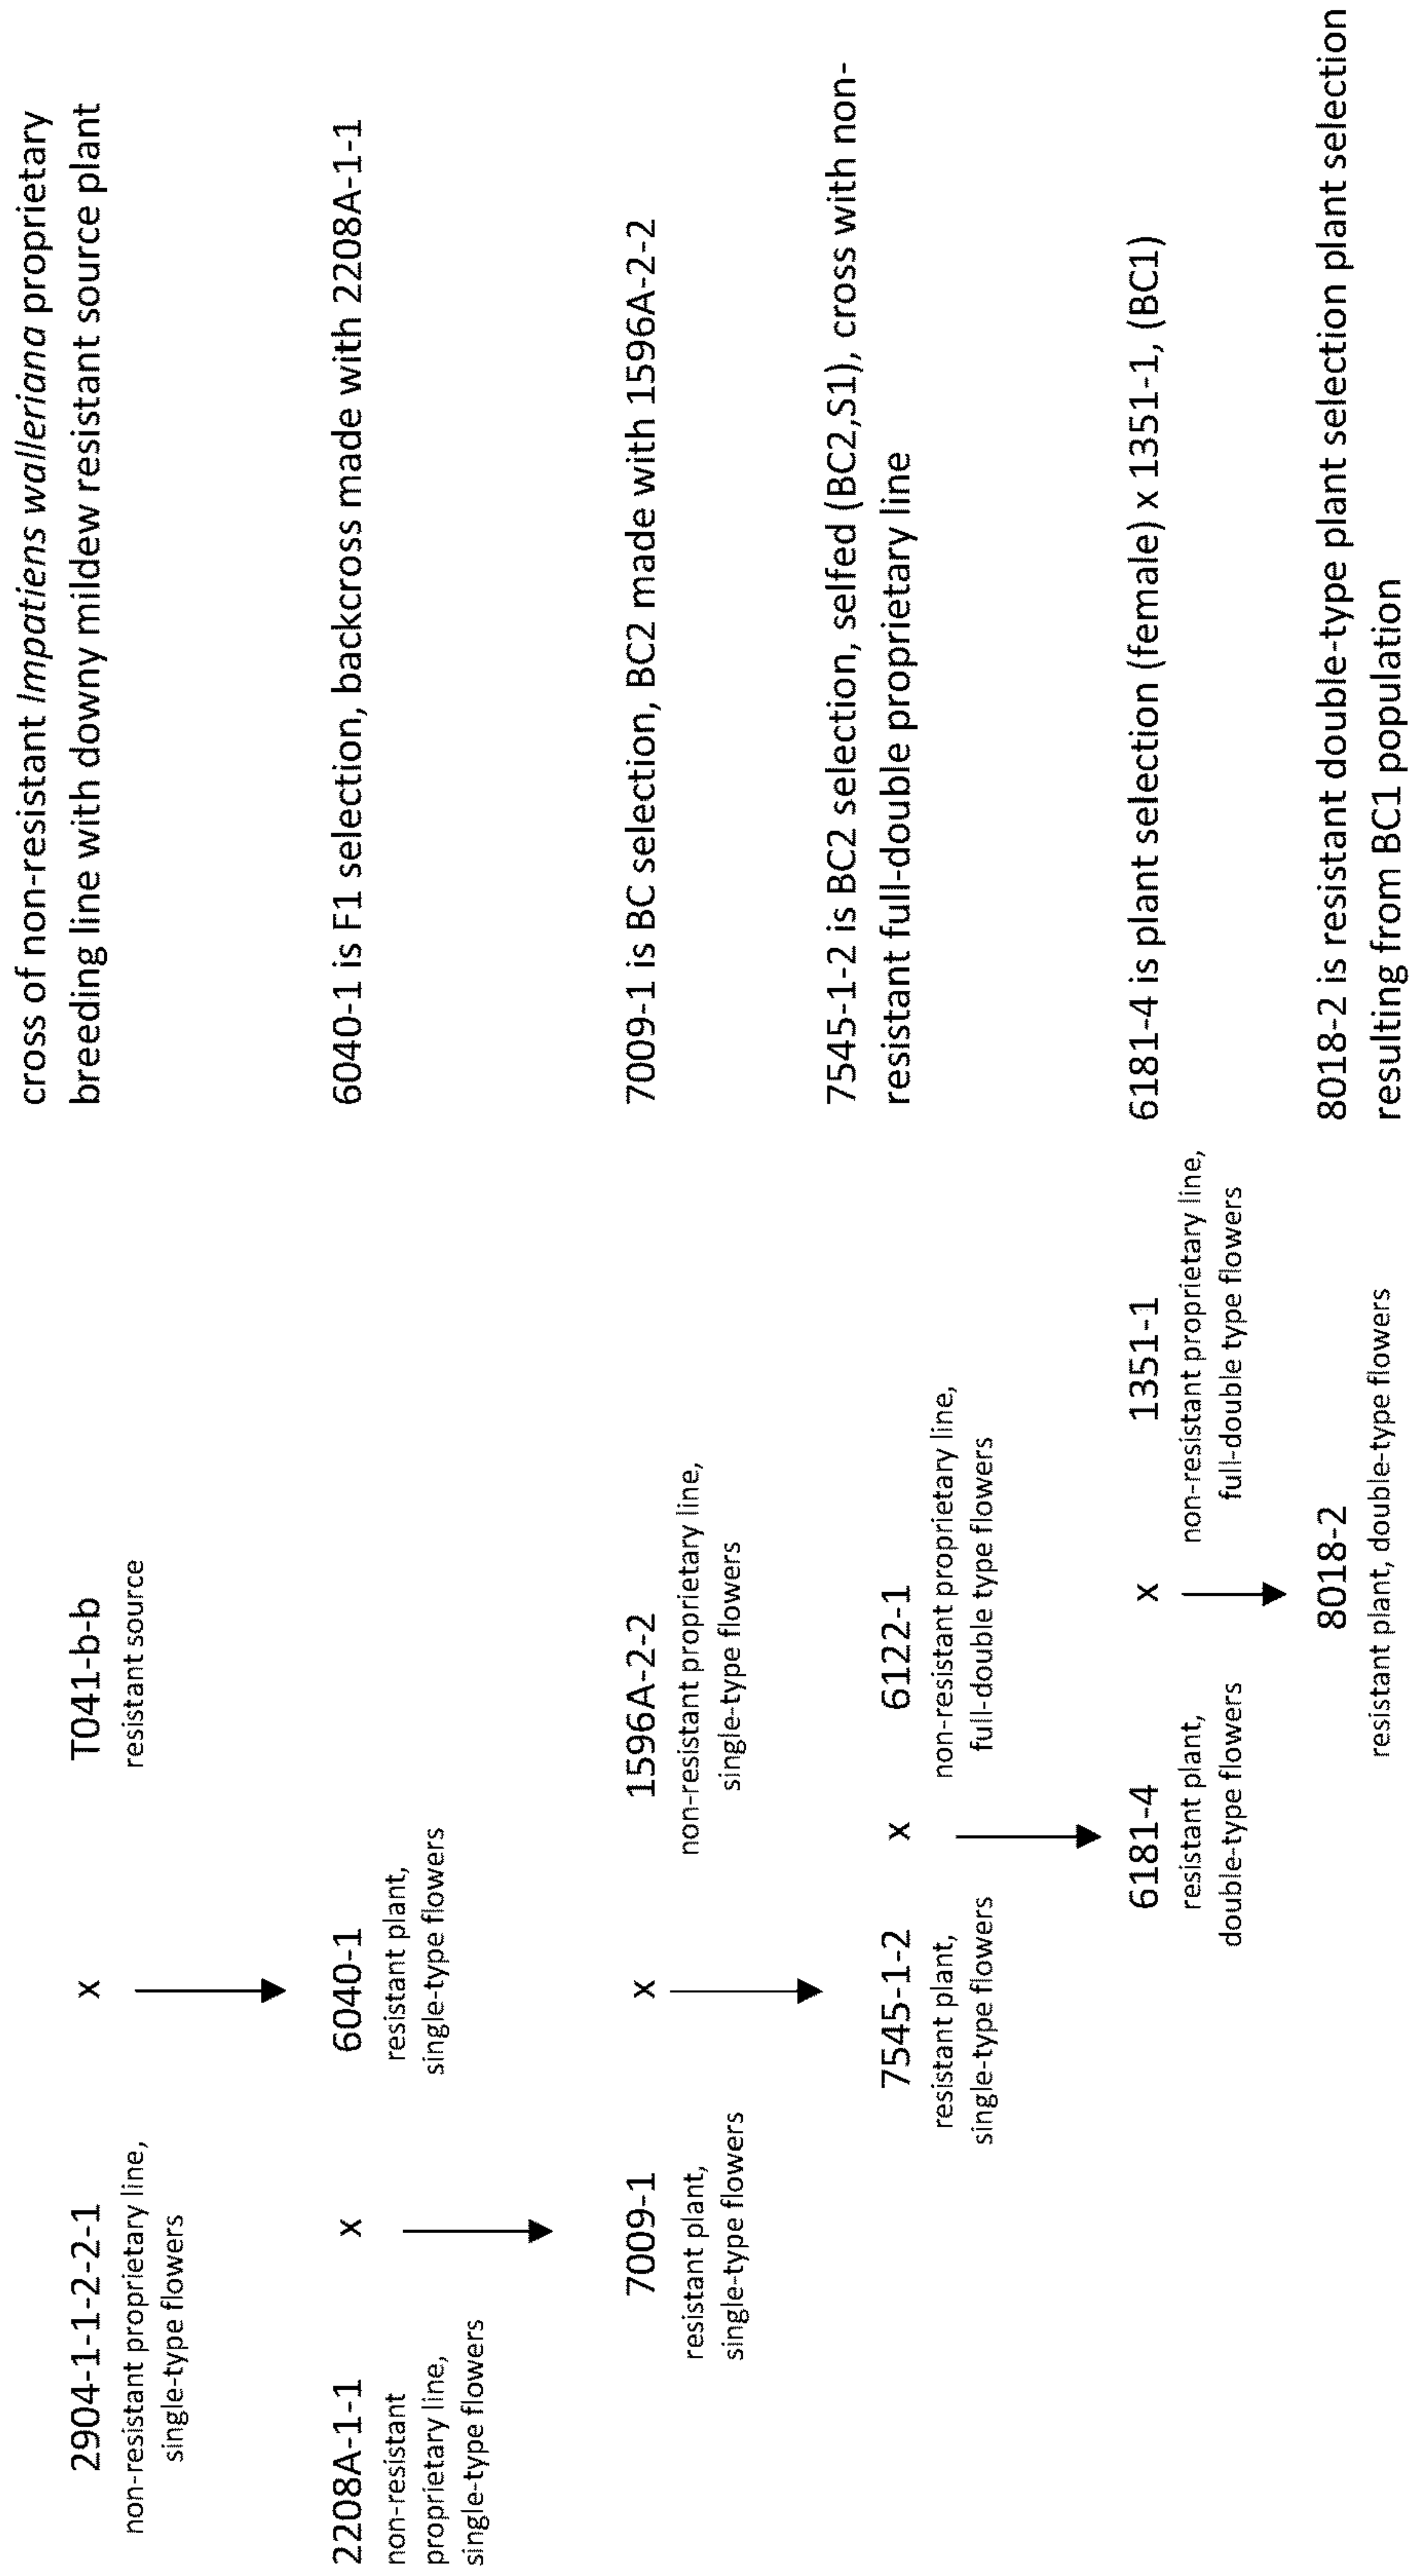 2904-1-1-2-2-1
non-resistant proprietary line,
single-type flowers
x
T041-b-b
resistant source
cross of non-resistant Impatiens walleriana proprietary
breeding line with downy mildew resistant source plant
2208A-1-1
non-resistant
proprietary line,
single-type flowers
x
6040-1
resistant plant,
single-type flowers
6040-1 is F1 selection, backcross made with 2208A-1-1
7009-1
resistant plant,
single-type flowers
x
1596A-2-2
non-resistant proprietary line,
single-type flowers
7009-1 is BC selection, BC2 made with 1596A-2-2
7545-1-2
resistant plant,
single-type flowers
x
6122-1
non-resistant proprietary line,
full-double type flowers
7545-1-2 is BC2 selection, selfed (BC2,S1), cross with non-
resistant full-double proprietary line
6181-4
resistant plant,
double-type flowers
x
1351-1
non-resistant proprietary line,
full-double type flowers
6181-4 is plant selection (female) x 1351-1, (BC1)
8018-2
resistant plant, double-type flowers
8018-2 is resistant double-type plant selection plant selection
resulting from BC1 population